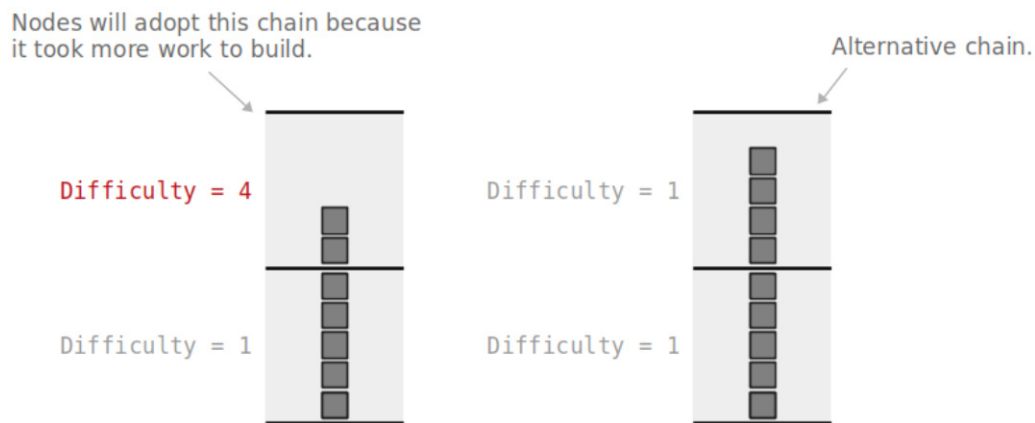 Nodes will adopt this chain because
it took more work to build.
Alternative chain.
Difficulty = 4
Difficulty = 1
Difficulty = 1
Difficulty = 1